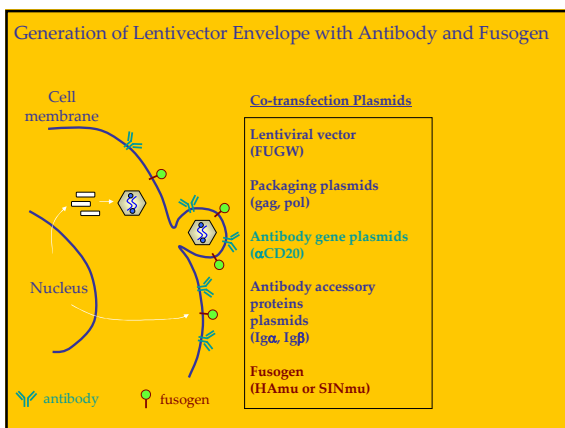 Generation of Lentivector Envelope with Antibody and Fusogen
Cell
membrane
Nucleus
antibody
fusogen
Co-transfection Plasmids
Lentiviral vector
(FUGW)
Packaging plasmids
(gag, pol)
Antibody gene plasmids
(αCD20)
Antibody accessory
proteins
plasmids
(Igα, Igβ)
Fusogen
(HAmu or SINmu)